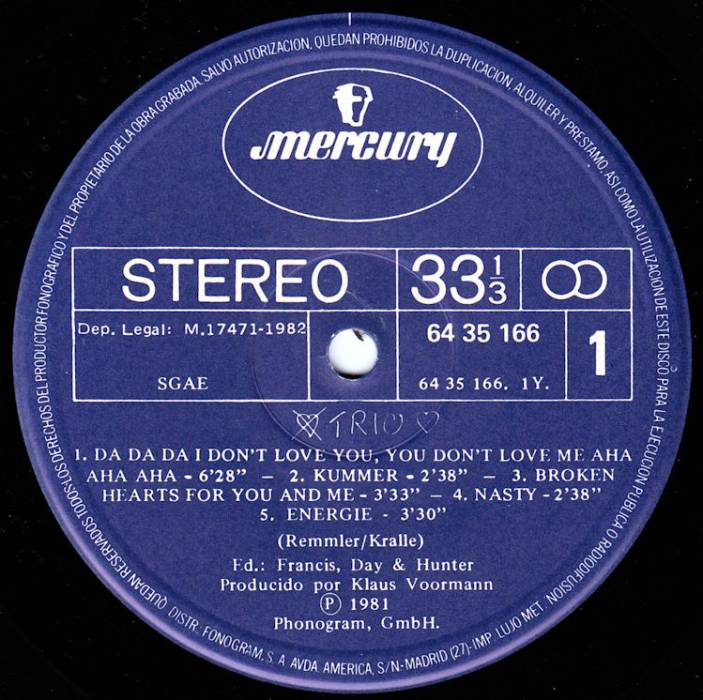 QUEDAN RESERVADOS TODOS LOS DERECHOS DEL PRODUCTOR FONOGRAFICO Y DEL PROPIETARIO DE LA OBRA GRABADA. SALVO AUTORIZACION, QUEDAN PROHIBIDOS LA DUPLICACION, ALQUILER Y PRESTAMO, ASI COMO LA UTILIZACION DE ESTE DISCO PARA LA EJECUCION PUBLICA O RADIODIFUSION.
mercury
STEREO 33 1/3
Dep. Legal: M.17471-1982
SGAE
64 35 166
64 35 166. 1Y.
1
TRIO
1. DA DA DA I DON'T LOVE YOU, YOU DON'T LOVE ME AHA
AHA AHA - 6'28" - 2. KUMMER - 2'38" - 3. BROKEN
HEARTS FOR YOU AND ME - 3'33" - 4. NASTY - 2'38"
5. ENERGIE - 3'30"
(Remmler/Kralle)
Ed.: Francis, Day & Hunter
Producido por Klaus Voormann
Ⓟ 1981
Phonogram, GmbH.
DISTR. FONOGRAM, S. A. AVDA. AMERICA, S/N-MADRID (27)-IMP. LUJO MET.